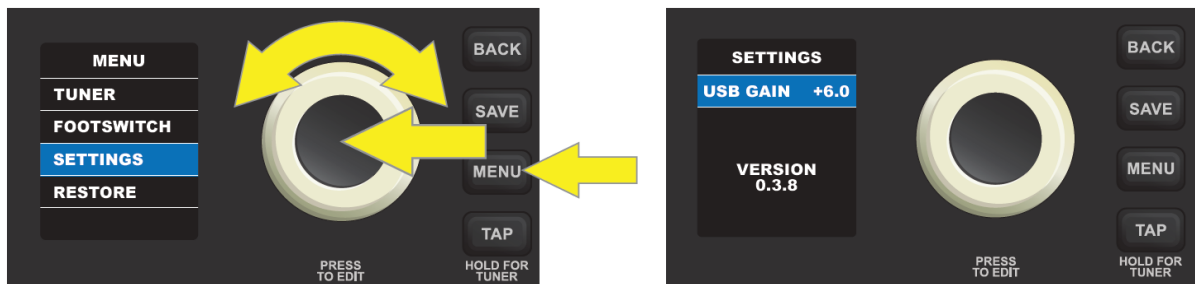 MENU
TUNER
FOOTSWITCH
SETTINGS
RESTORE
BACK
SAVE
MENU
TAP
PRESS
TO EDIT
HOLD FOR
TUNER
SETTINGS
USB GAIN +6.0
VERSION
0.3.8
BACK
SAVE
MENU
TAP
PRESS
TO EDIT
HOLD FOR
TUNER